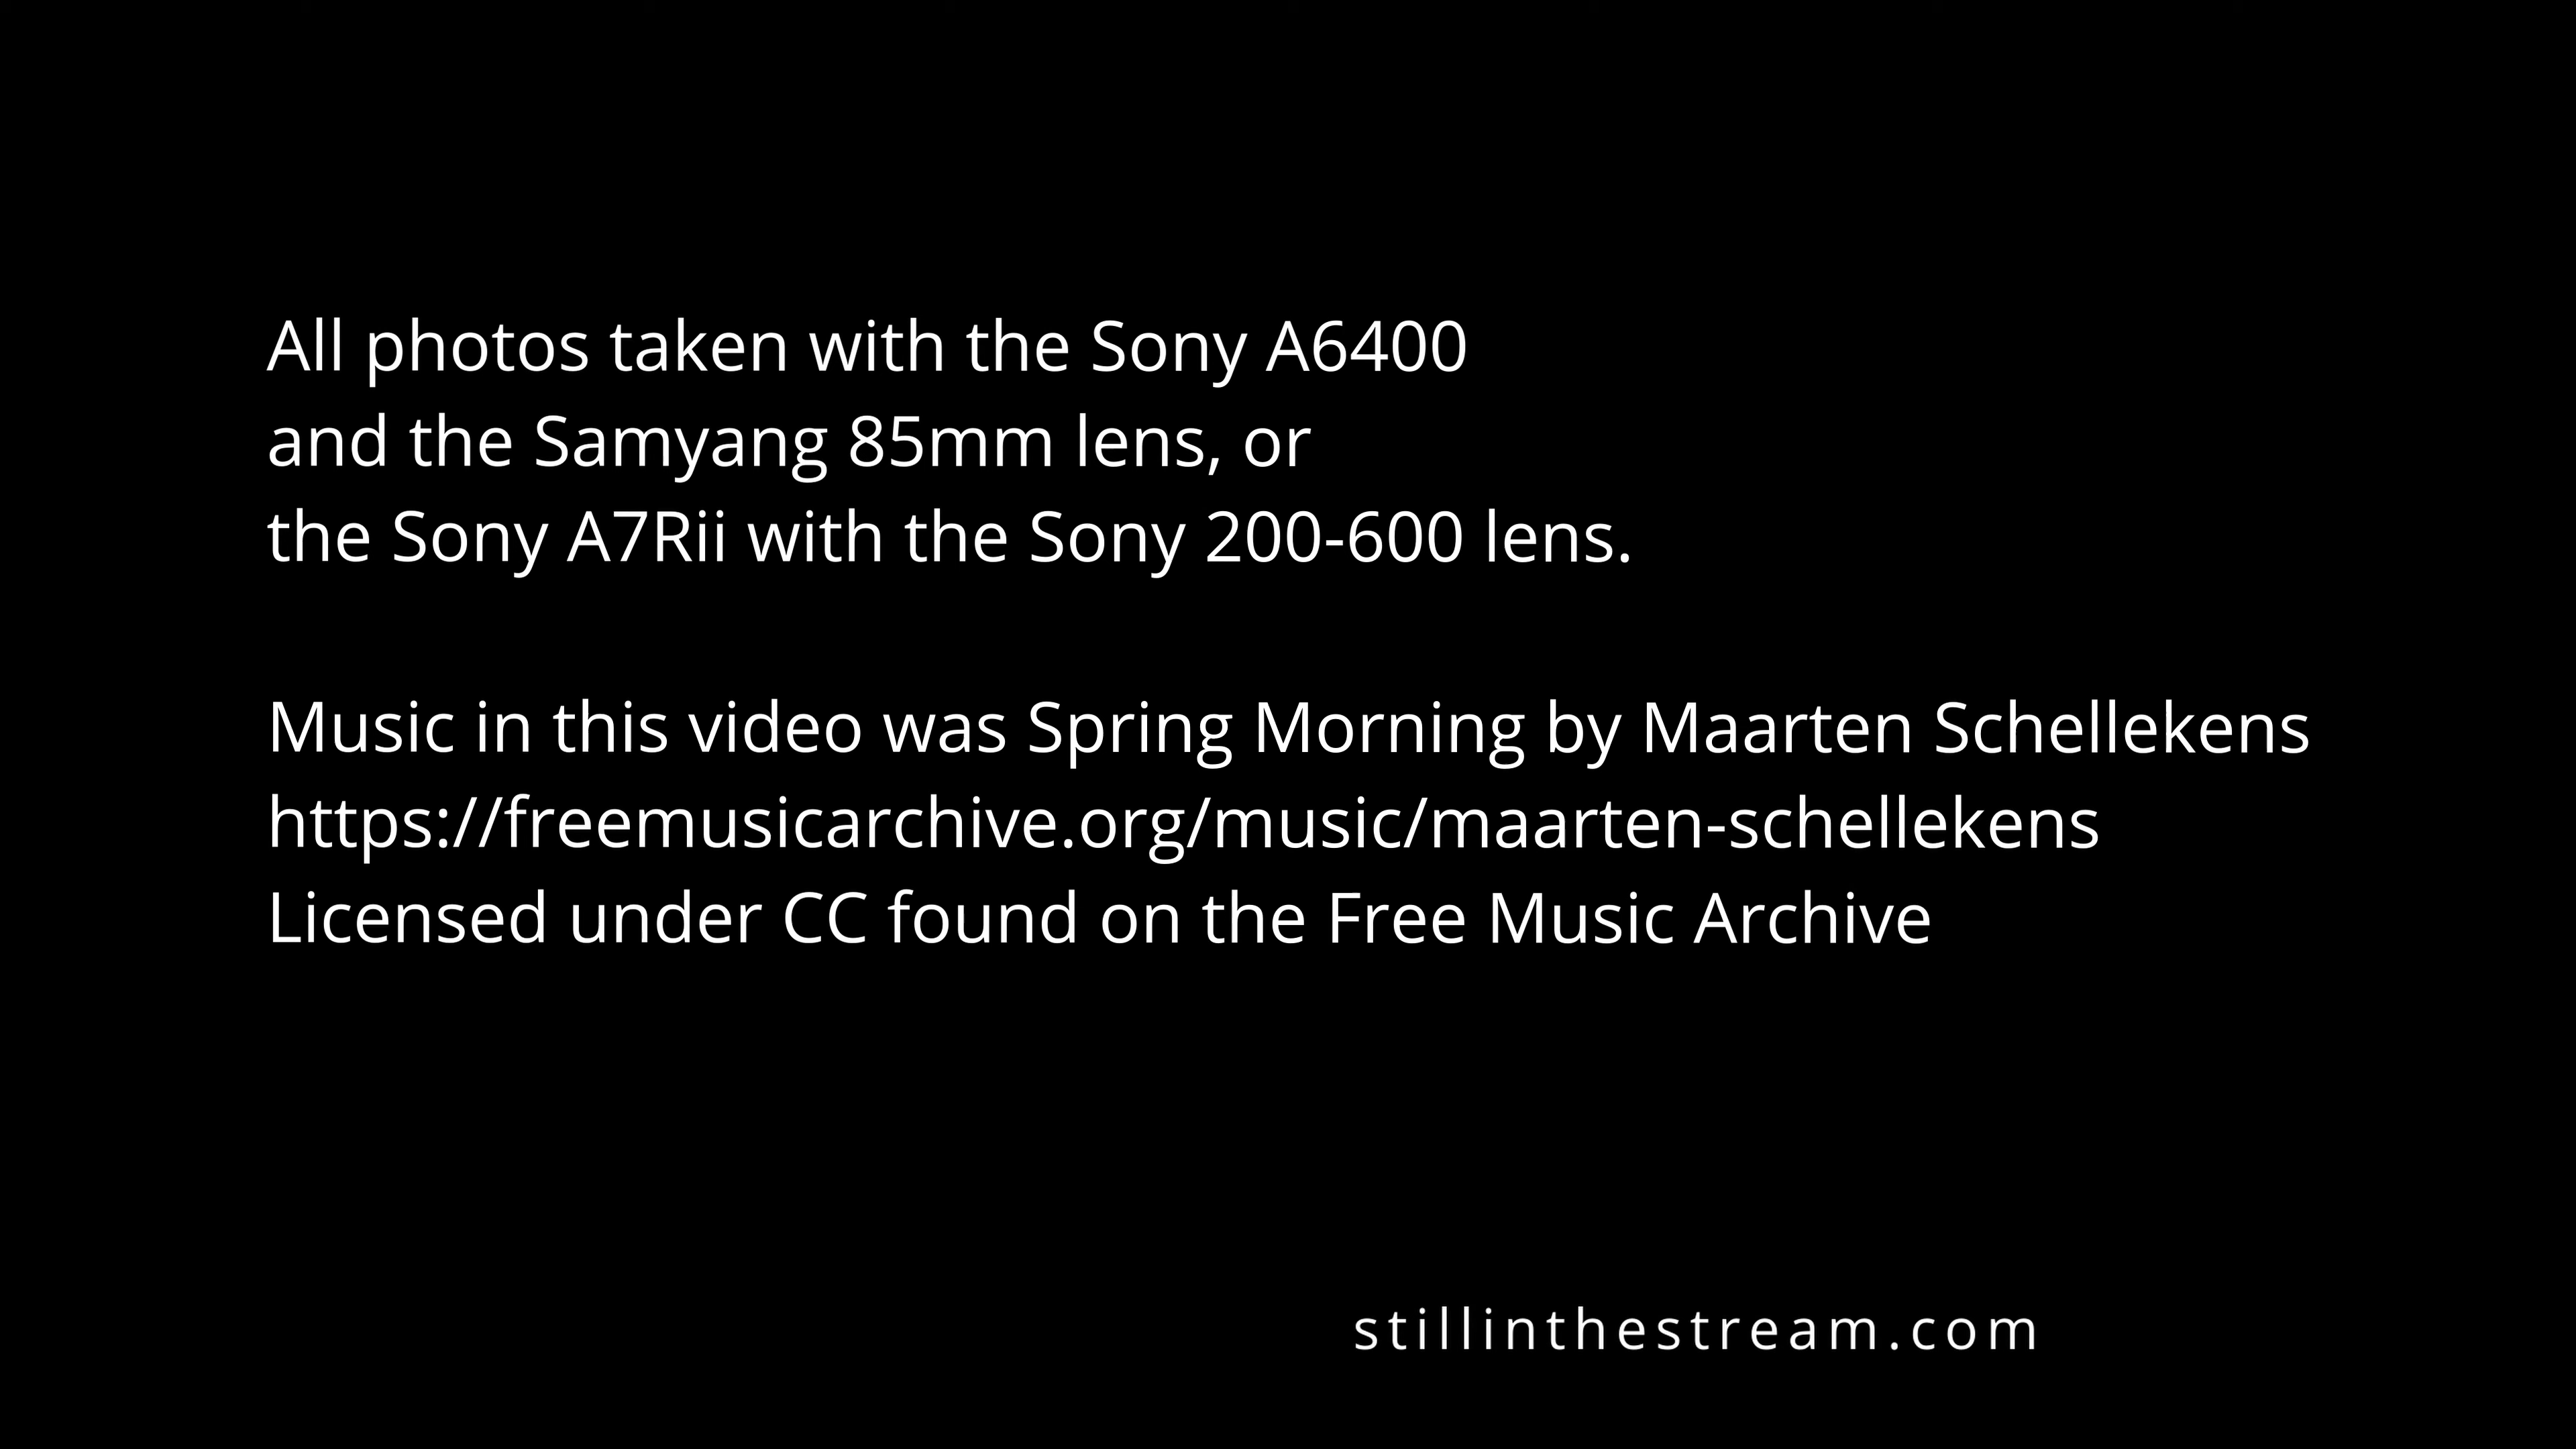 All photos taken with the Sony A6400
and the Samyang 85mm lens, or
the Sony A7Rii with the Sony 200-600 lens.
Music in this video was Spring Morning by Maarten Schellekens
https://freemusicarchive.org/music/maarten-schellekens
Licensed under CC found on the Free Music Archive
stillinthestream.com